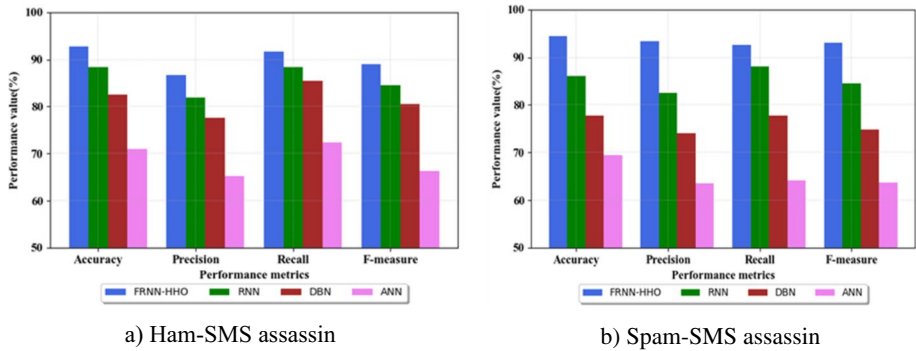 100
90
80
70
60
50
Performance value(%)
Accuracy Precision Recall F-measure
Performance metrics
FRNN-HHO RNN DBN ANN
a) Ham-SMS assassin
100
90
80
70
60
50
Performance value(%)
Accuracy Precision Recall F-measure
Performance metrics
FRNN-HHO RNN DBN ANN
b) Spam-SMS assassin